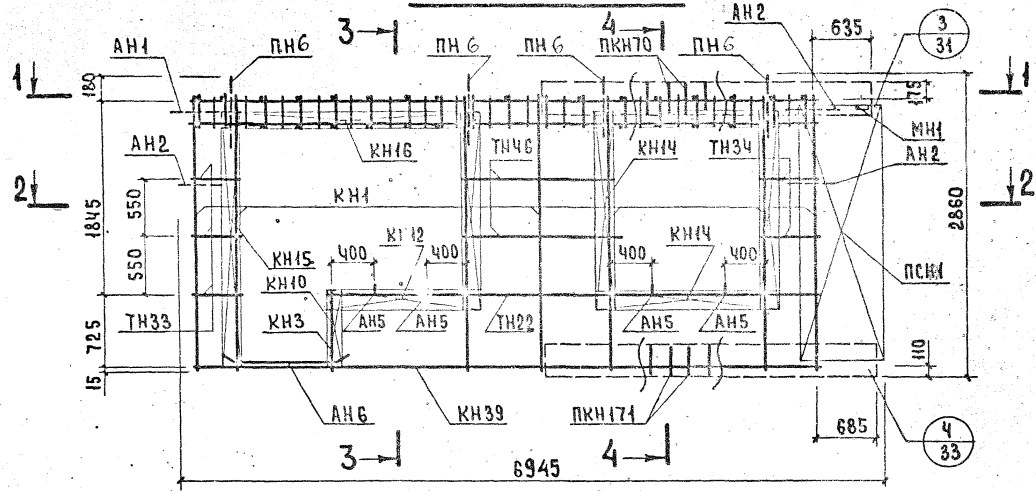 3 4 АН2 3
31
АН1 ПН6 ПН6 ПН6 ПКН70 ПН6 635
1 180 175 1
МН1
АН2 КН16 ТН46 КН14 ТН34 АН2
2 550 КН1 2
1845 2860
550 КН15 400 КН12 400 400 КН14 400 ПСН1
КН10
ТН33 КН3 АН5 АН5 ТН22 АН5 АН5
725 110
15 АН6 КН39 ПКН171 685 4
33
3 4
6945